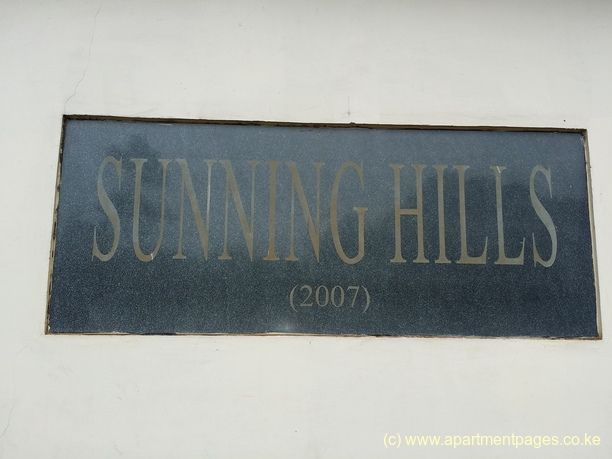 SUNNING HILLS
(2007)
(c) www.apartmentpages.co.ke